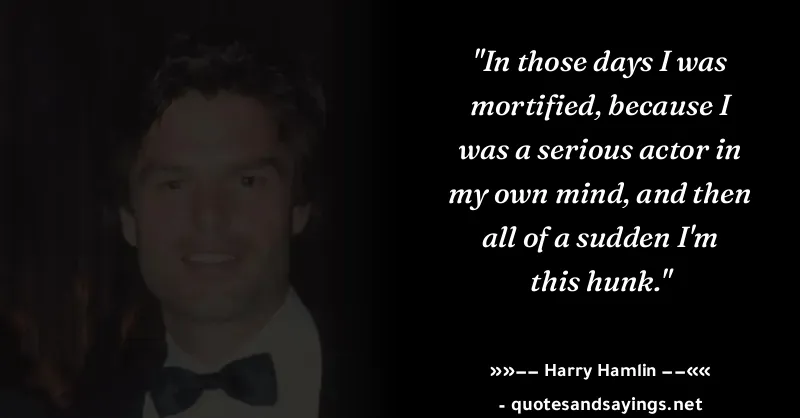 "In those days I was
mortified, because I
was a serious actor in
my own mind, and then
all of a sudden I'm
this hunk."
»»−− Harry Hamlin −−««
- quotesandsayings.net